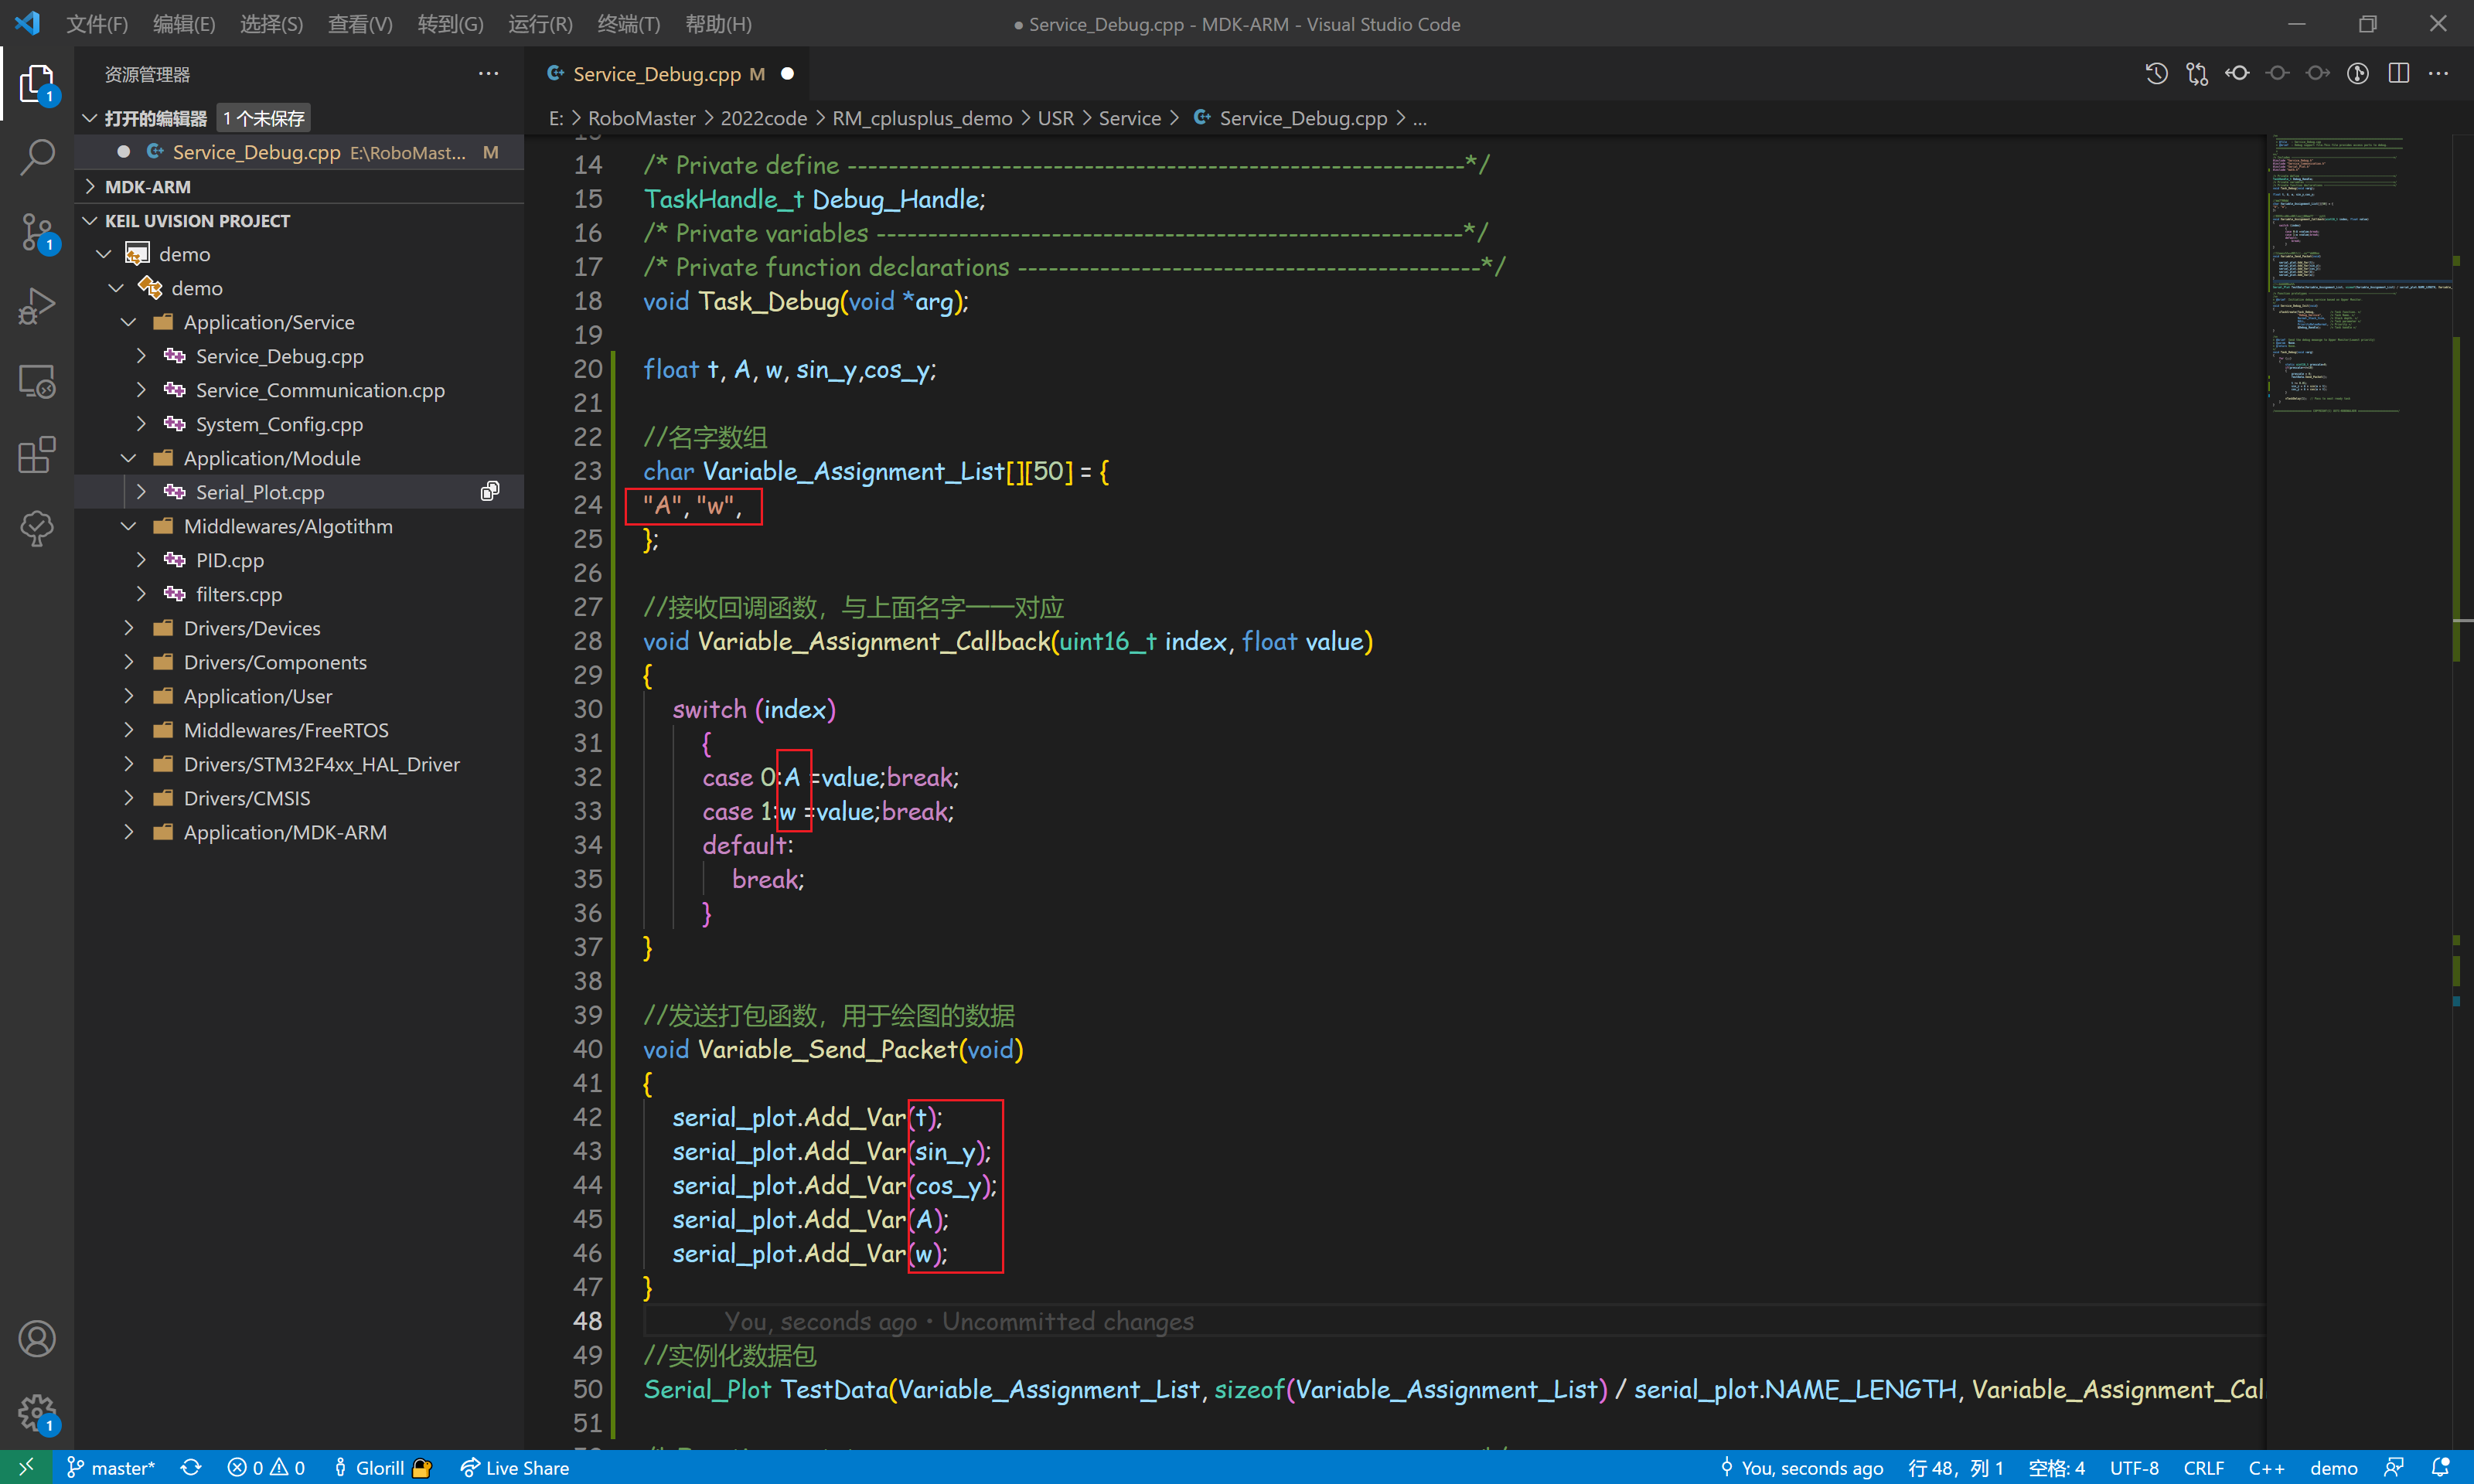 文件(F) 编辑(E) 选择(S) 查看(V) 转到(G) 运行(R) 终端(T) 帮助(H) ● Service_Debug.cpp - MDK-ARM - Visual Studio Code
资源管理器
打开的编辑器 1 个未保存
Service_Debug.cpp E:\RoboMast... M
MDK-ARM
KEIL UVISION PROJECT
demo
demo
Application/Service
Service_Debug.cpp
Service_Communication.cpp
System_Config.cpp
Application/Module
Serial_Plot.cpp
Middlewares/Algotithm
PID.cpp
filters.cpp
Drivers/Devices
Drivers/Components
Application/User
Middlewares/FreeRTOS
Drivers/STM32F4xx_HAL_Driver
Drivers/CMSIS
Application/MDK-ARM
1
1
1
Service_Debug.cpp M
E: > RoboMaster > 2022code > RM_cplusplus_demo > USR > Service > Service_Debug.cpp > ...
14 /* Private define ------------------------------------------------------------*/
15 TaskHandle_t Debug_Handle;
16 /* Private variables ---------------------------------------------------------*/
17 /* Private function declarations ---------------------------------------------*/
18 void Task_Debug(void *arg);
19
20 float t, A, w, sin_y,cos_y;
21
22 //名字数组
23 char Variable_Assignment_List[][50] = {
24 "A", "w",
25 };
26
27 //接收回调函数，与上面名字一一对应
28 void Variable_Assignment_Callback(uint16_t index, float value)
29 {
30 switch (index)
31 {
32 case 0:A =value;break;
33 case 1:w =value;break;
34 default:
35 break;
36 }
37 }
38
39 //发送打包函数，用于绘图的数据
40 void Variable_Send_Packet(void)
41 {
42 serial_plot.Add_Var(t);
43 serial_plot.Add_Var(sin_y);
44 serial_plot.Add_Var(cos_y);
45 serial_plot.Add_Var(A);
46 serial_plot.Add_Var(w);
47 }
48 You, seconds ago • Uncommitted changes
49 //实例化数据包
50 Serial_Plot TestData(Variable_Assignment_List, sizeof(Variable_Assignment_List) / serial_plot.NAME_LENGTH, Variable_Assignment_Cal
51
master* 0 0 Glorill Live Share You, seconds ago 行 48，列 1 空格: 4 UTF-8 CRLF C++ demo